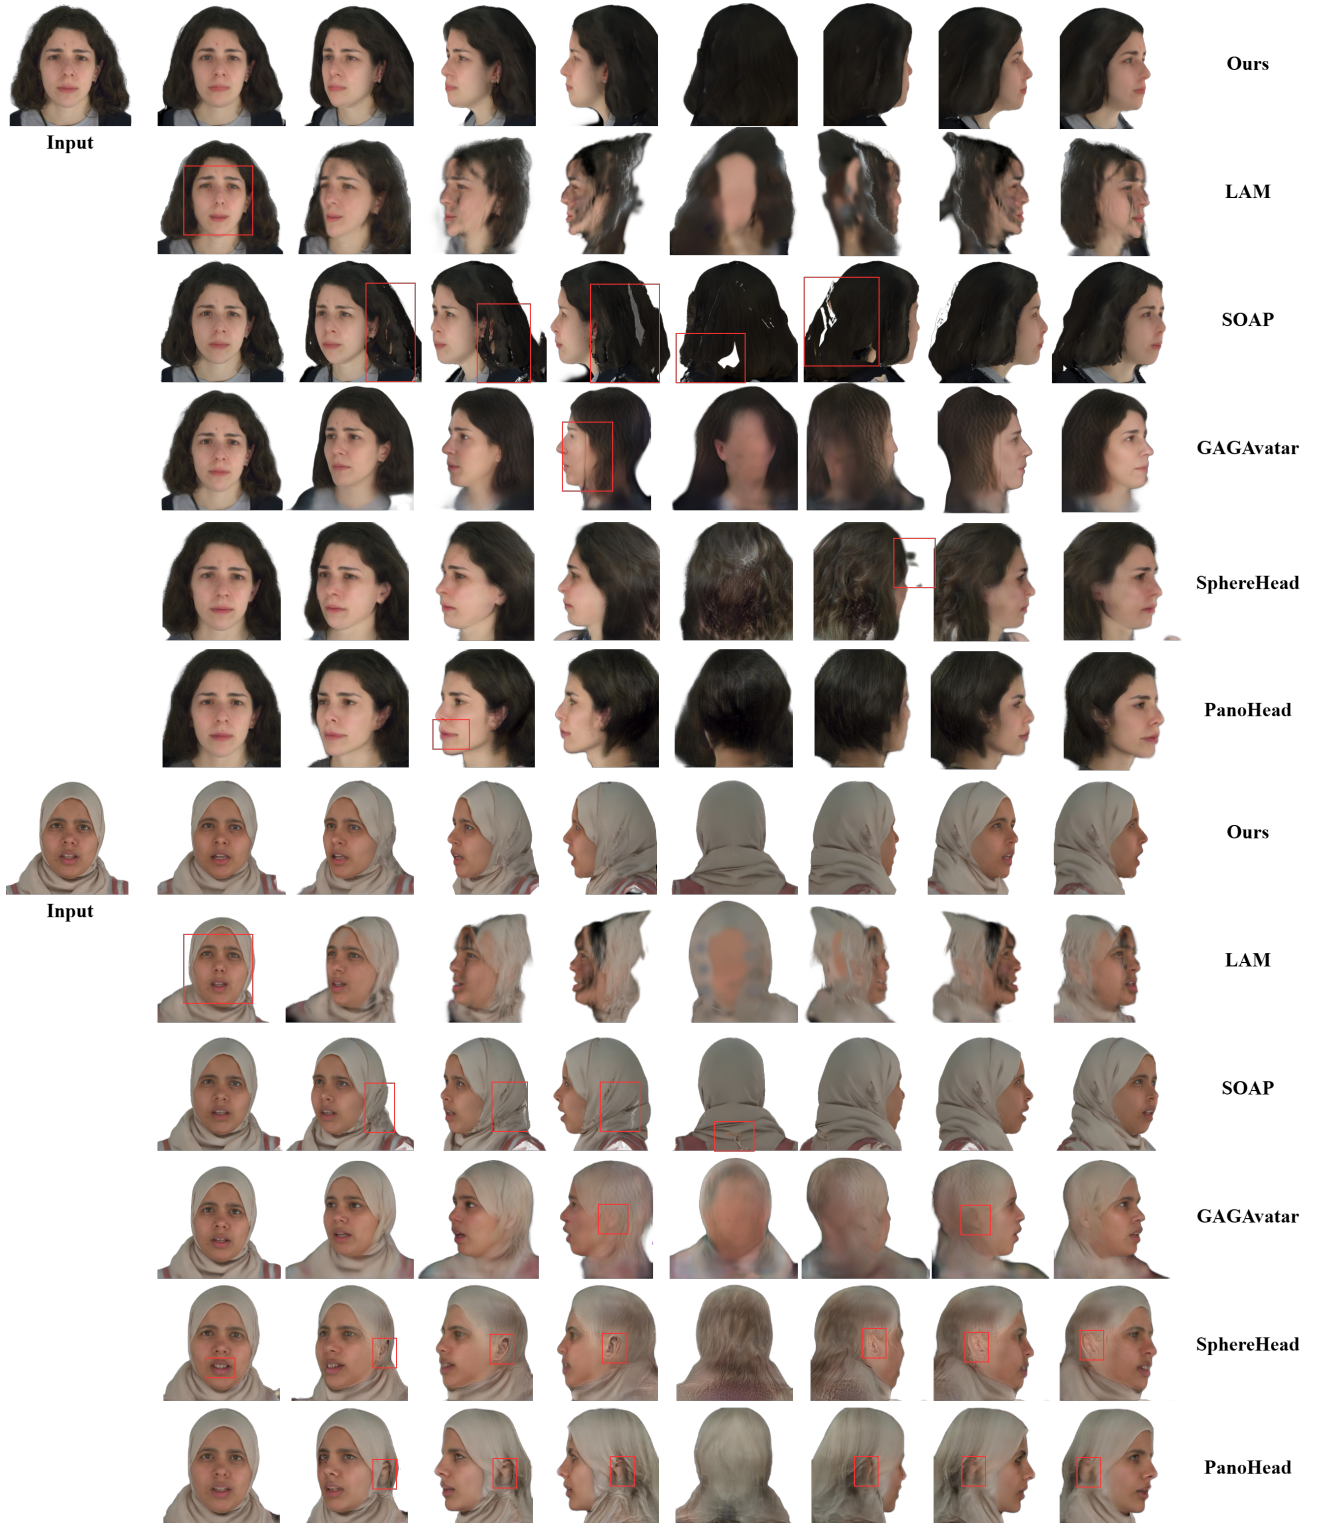 Ours
Input
LAM
SOAP
GAGAvatar
SphereHead
PanoHead
Ours
Input
LAM
SOAP
GAGAvatar
SphereHead
PanoHead